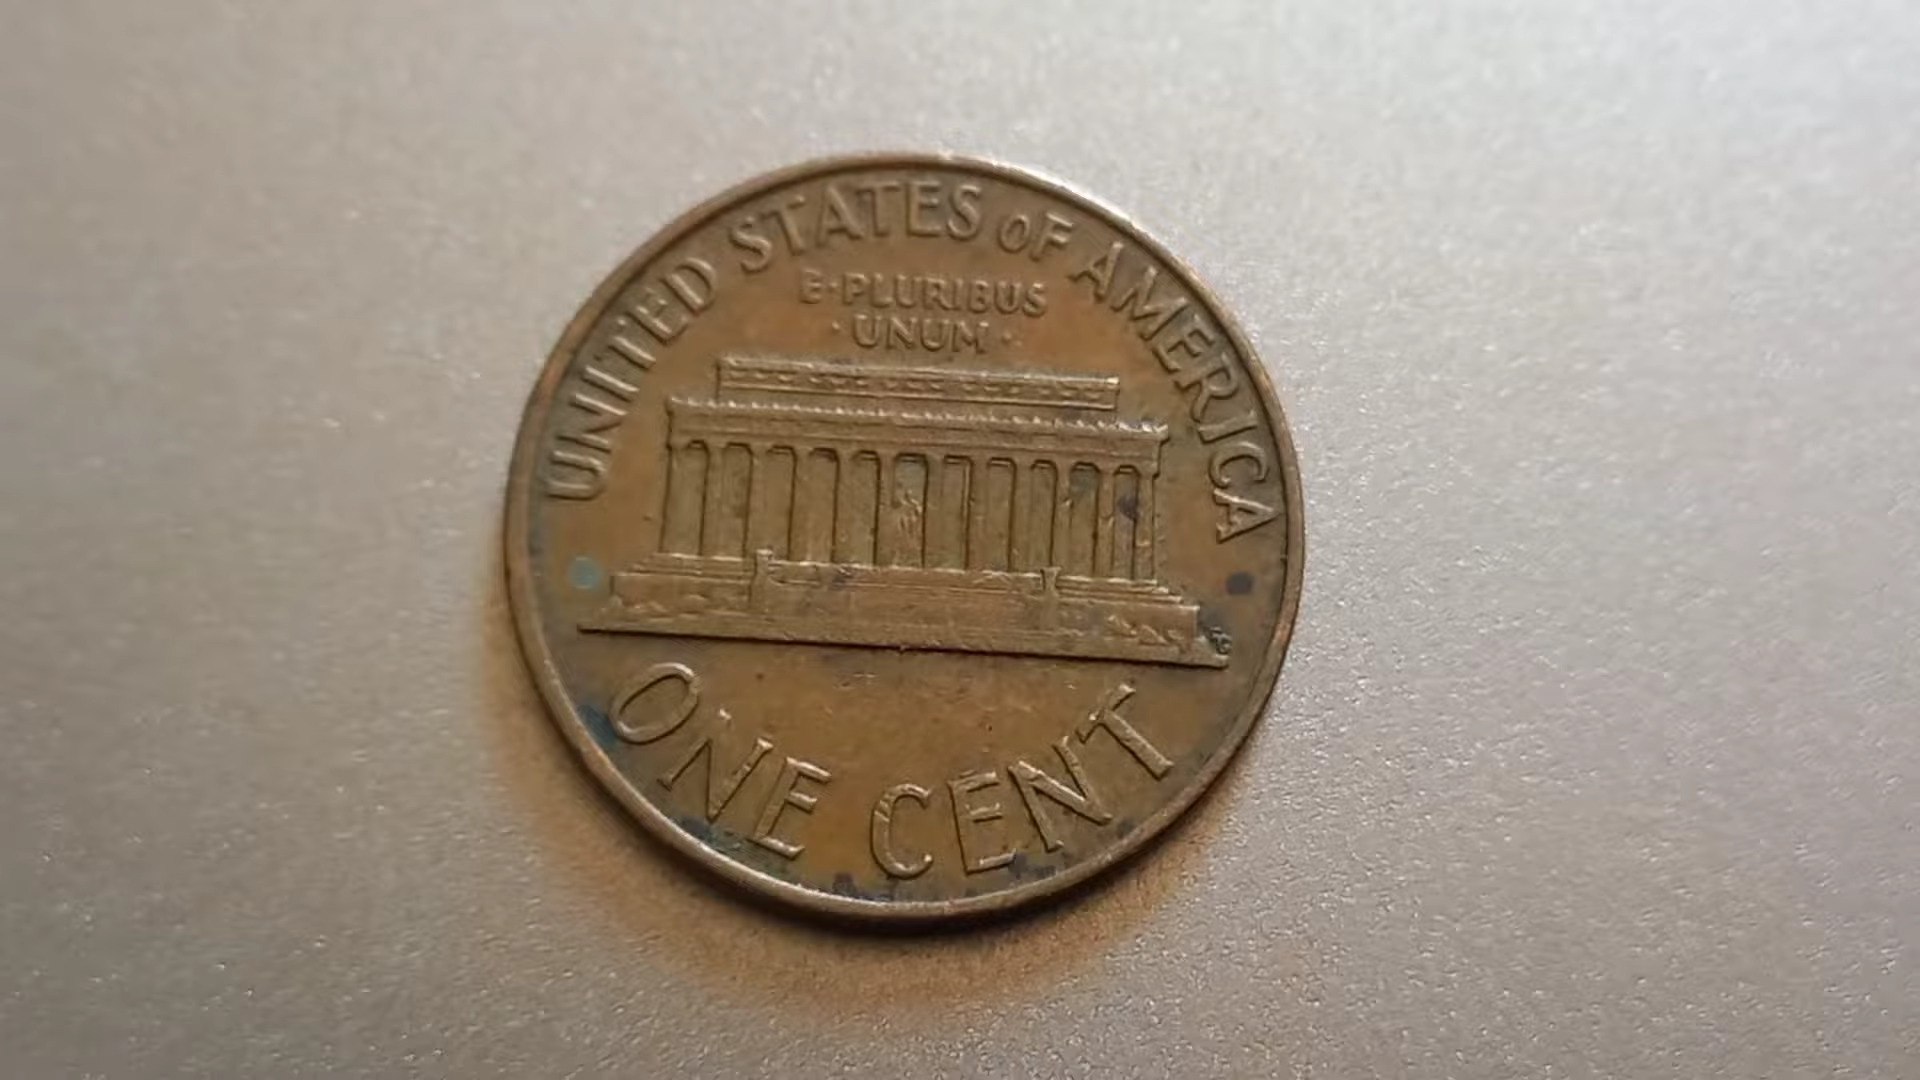 UNITED STATES oF AMERICA
E·PLURIBUS
·UNUM·
ONE CENT